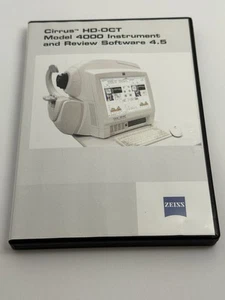 Cirrus™ HD-OCT
Model 4000 Instrument
and Review Software 4.5
ZEISS